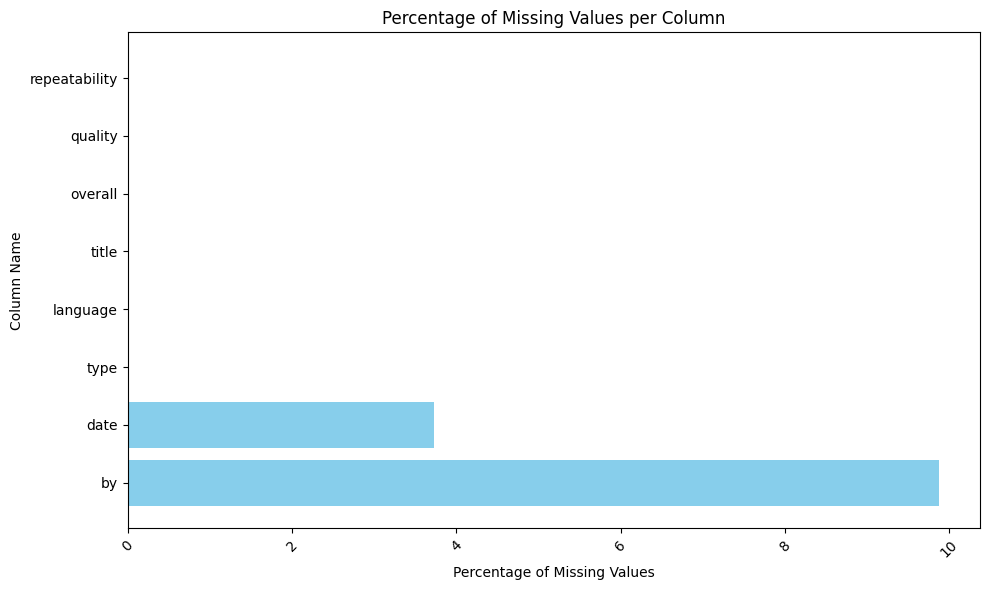 Percentage of Missing Values per Column
Column Name
repeatability
quality
overall
title
language
type
date
by
0
2
4
6
8
10
Percentage of Missing Values